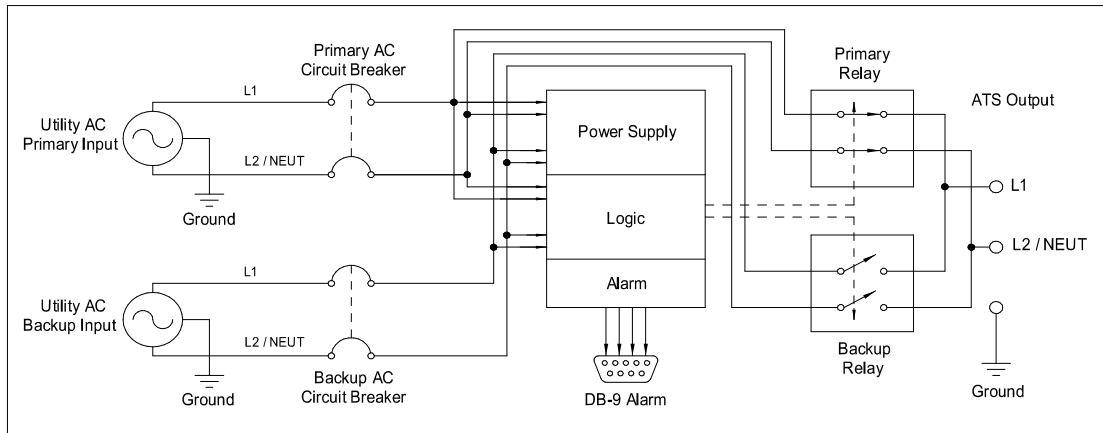 Primary AC
Circuit Breaker
L1
Utility AC
Primary Input
L2 / NEUT
Ground
Power Supply
Logic
Alarm
DB-9 Alarm
Primary
Relay
ATS Output
L1
L2 / NEUT
Ground
Backup
Relay
L1
Utility AC
Backup Input
L2 / NEUT
Ground
Backup AC
Circuit Breaker